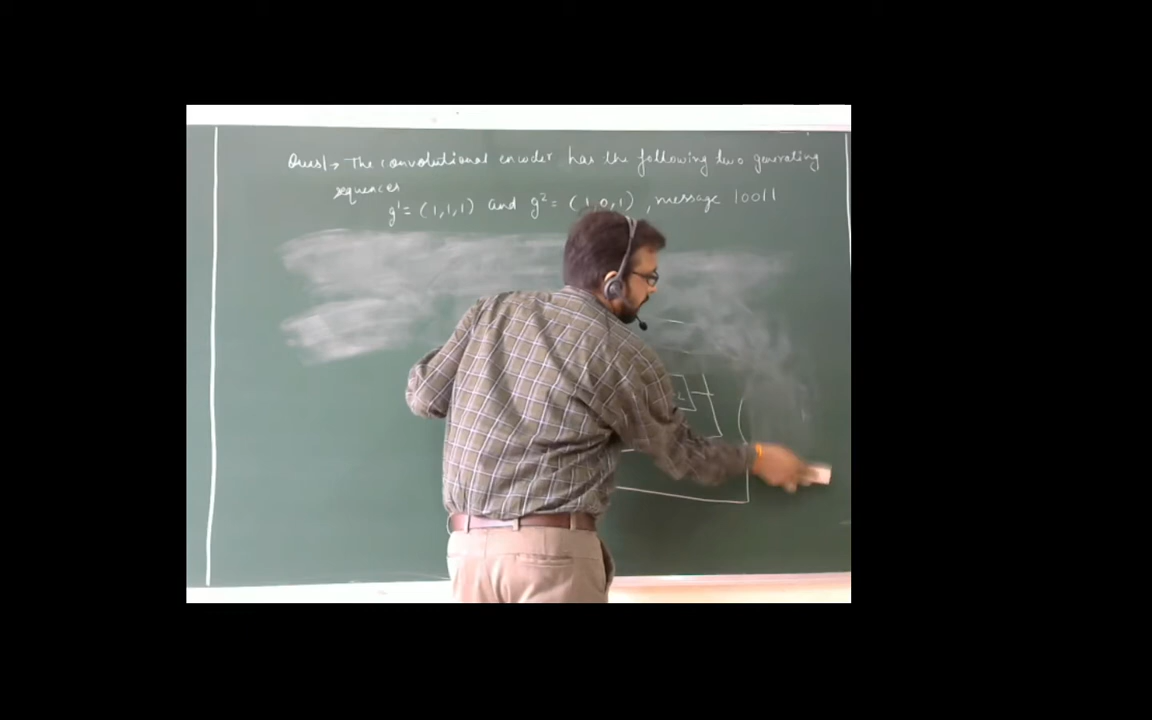 Ques1 → The convolutional encoder has the following two generating
sequences
g¹ = (1,1,1) and g² = (1,0,1), message 10011